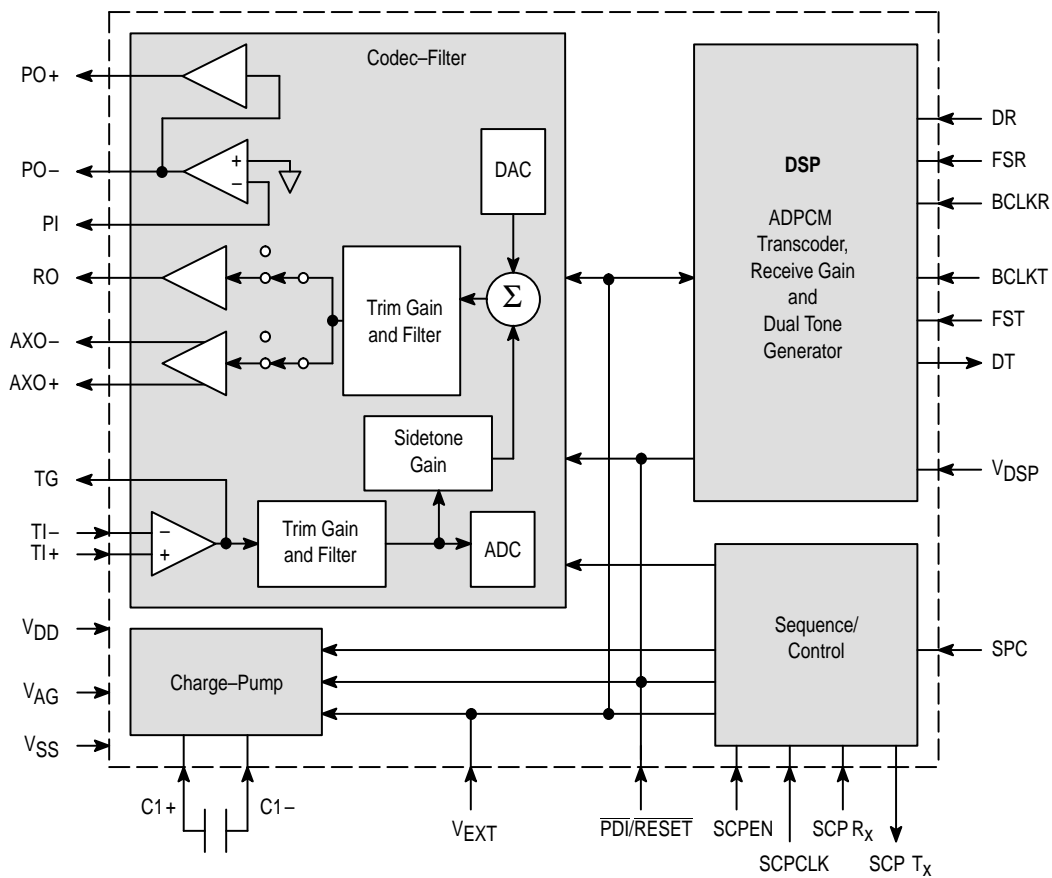 Codec–Filter
PO+
PO–
PI
RO
AXO–
AXO+
TG
TI–
TI+
+
–
DAC
Σ
Trim Gain
and Filter
Sidetone
Gain
–
+
Trim Gain
and Filter
ADC
DSP
ADPCM
Transcoder,
Receive Gain
and
Dual Tone
Generator
DR
FSR
BCLKR
BCLKT
FST
DT
VDSP
VDD
VAG
VSS
Charge–Pump
Sequence/
Control
SPC
C1+
C1–
VEXT
PDI/RESET
SCPEN
SCPCLK
SCP RX
SCP TX